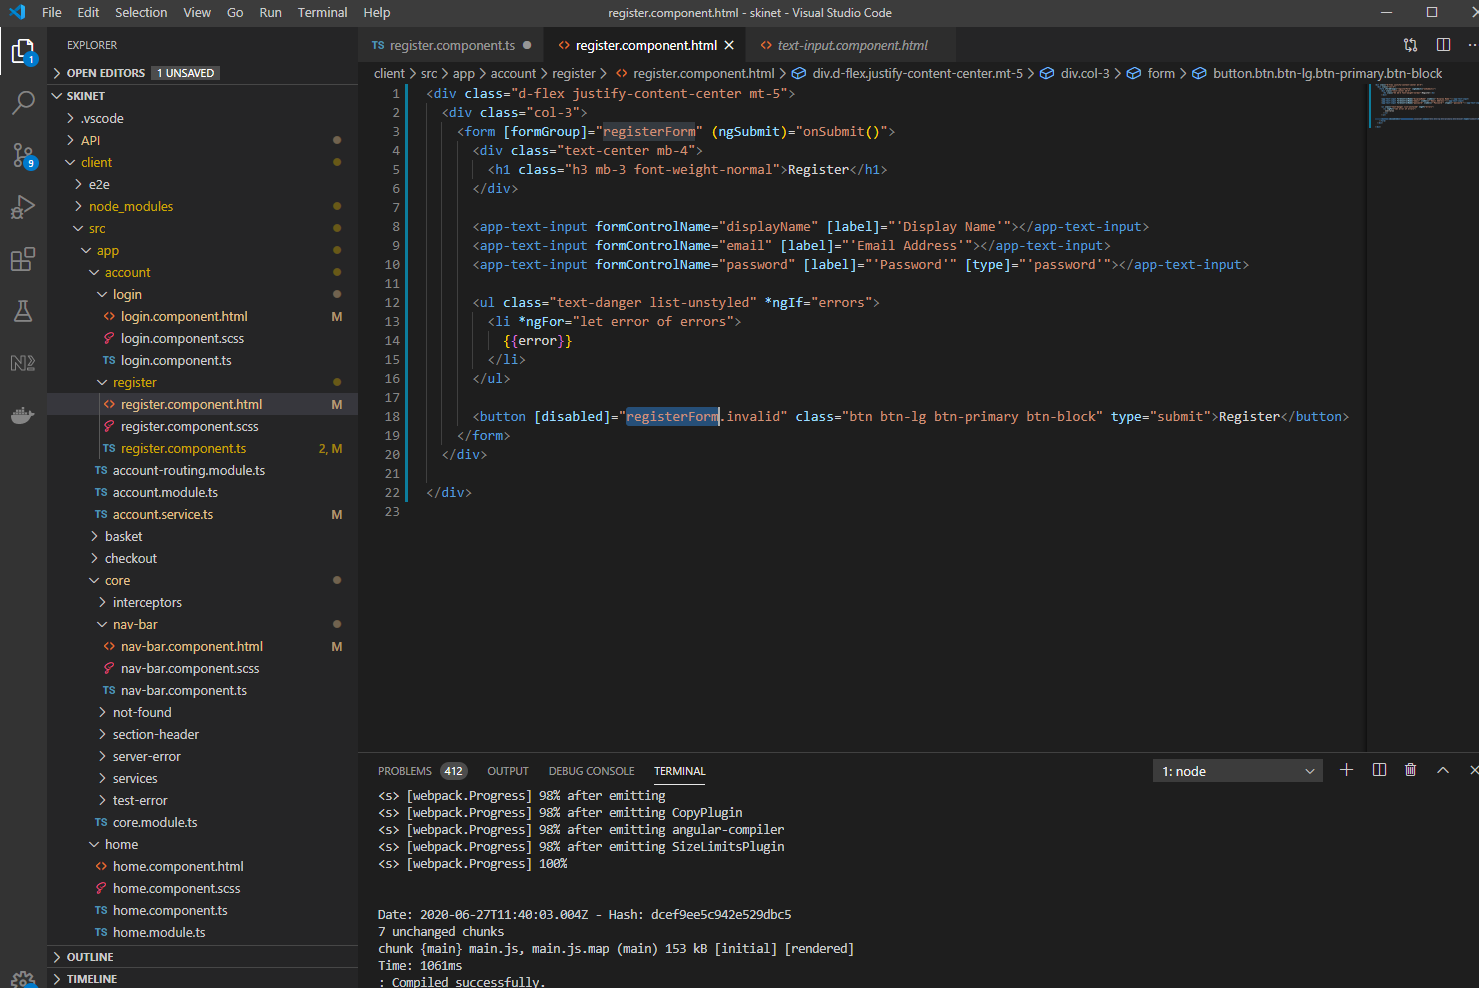 File Edit Selection View Go Run Terminal Help register.component.html - skinet - Visual Studio Code
EXPLORER
OPEN EDITORS 1 UNSAVED
SKINET
.vscode
API
client
e2e
node_modules
src
app
account
login
login.component.html M
login.component.scss
TS login.component.ts
register
register.component.html M
register.component.scss
TS register.component.ts 2, M
TS account-routing.module.ts
TS account.module.ts
TS account.service.ts M
basket
checkout
core
interceptors
nav-bar
nav-bar.component.html M
nav-bar.component.scss
TS nav-bar.component.ts
not-found
section-header
server-error
services
test-error
TS core.module.ts
home
home.component.html
home.component.scss
TS home.component.ts
TS home.module.ts
OUTLINE
TIMELINE
1
9
TS register.component.ts register.component.html text-input.component.html
client > src > app > account > register > register.component.html > div.d-flex.justify-content-center.mt-5 > div.col-3 > form > button.btn.btn-lg.btn-primary.btn-block
1 <div class="d-flex justify-content-center mt-5">
2 <div class="col-3">
3 <form [formGroup]="registerForm" (ngSubmit)="onSubmit()">
4 <div class="text-center mb-4">
5 <h1 class="h3 mb-3 font-weight-normal">Register</h1>
6 </div>
7
8 <app-text-input formControlName="displayName" [label]="'Display Name'"></app-text-input>
9 <app-text-input formControlName="email" [label]="'Email Address'"></app-text-input>
10 <app-text-input formControlName="password" [label]="'Password'" [type]="'password'"></app-text-input>
11
12 <ul class="text-danger list-unstyled" *ngIf="errors">
13 <li *ngFor="let error of errors">
14 {{error}}
15 </li>
16 </ul>
17
18 <button [disabled]="registerForm.invalid" class="btn btn-lg btn-primary btn-block" type="submit">Register</button>
19 </form>
20 </div>
21
22 </div>
23
PROBLEMS 412 OUTPUT DEBUG CONSOLE TERMINAL 1: node
<s> [webpack.Progress] 98% after emitting
<s> [webpack.Progress] 98% after emitting CopyPlugin
<s> [webpack.Progress] 98% after emitting angular-compiler
<s> [webpack.Progress] 98% after emitting SizeLimitsPlugin
<s> [webpack.Progress] 100%
Date: 2020-06-27T11:40:03.004Z - Hash: dcef9ee5c942e529dbc5
7 unchanged chunks
chunk {main} main.js, main.js.map (main) 153 kB [initial] [rendered]
Time: 1061ms
: Compiled successfully.